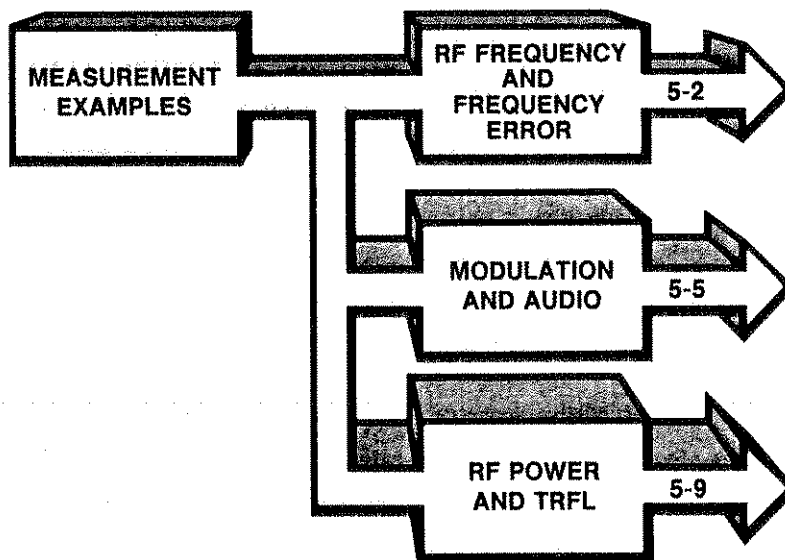 MEASUREMENT
EXAMPLES
RF FREQUENCY
AND
FREQUENCY
ERROR
5-2
MODULATION
AND AUDIO
5-5
RF POWER
AND TRFL
5-9